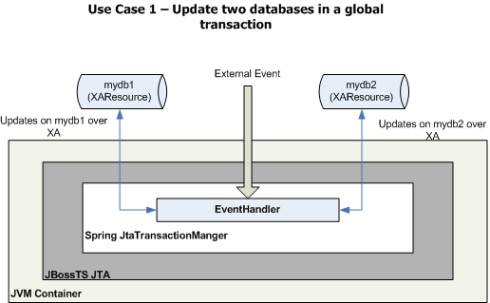 Use Case 1 – Update two databases in a global
transaction
External Event
mydb1
(XAResource)
mydb2
(XAResource)
Updates on mydb1 over
XA
Updates on mydb2 over
XA
EventHandler
Spring JtaTransactionManger
JBossTS JTA
JVM Container